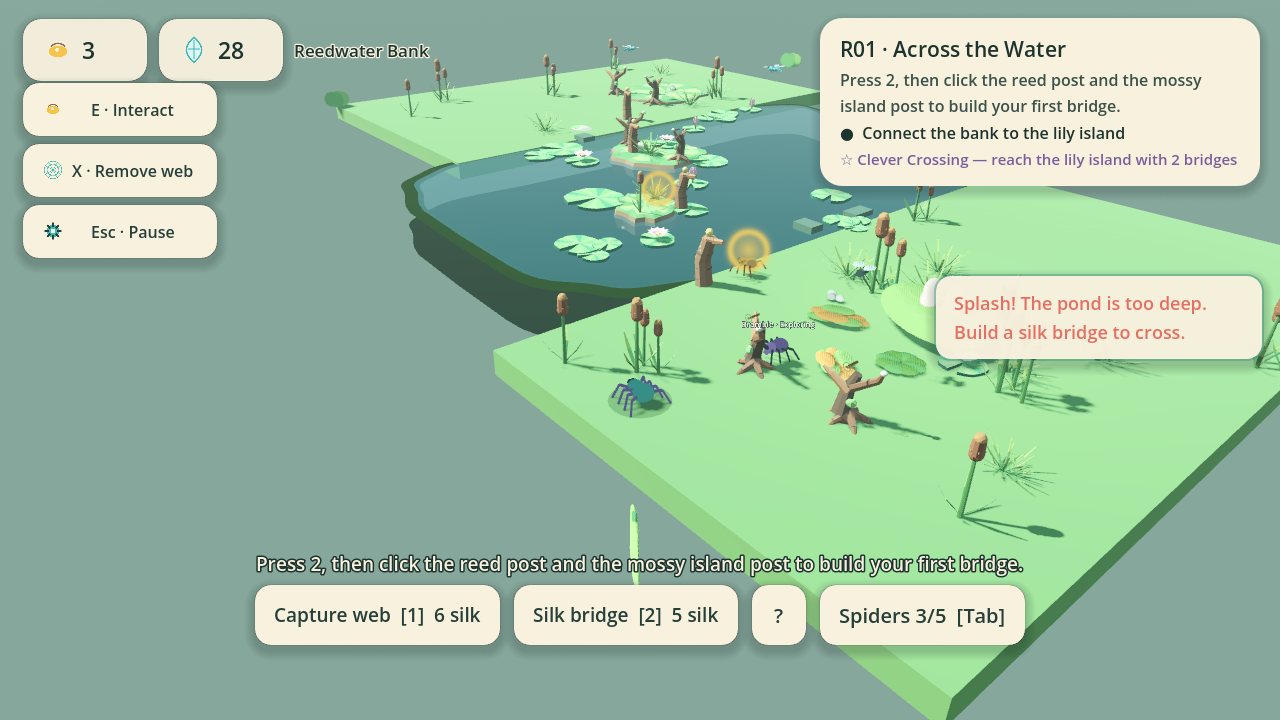 3
28
Reedwater Bank
E · Interact
X · Remove web
Esc · Pause
R01 · Across the Water
Press 2, then click the reed post and the mossy
island post to build your first bridge.
● Connect the bank to the lily island
☆ Clever Crossing — reach the lily island with 2 bridges
Splash! The pond is too deep.
Build a silk bridge to cross.
Press 2, then click the reed post and the mossy island post to build your first bridge.
Capture web [1] 6 silk
Silk bridge [2] 5 silk
?
Spiders 3/5 [Tab]